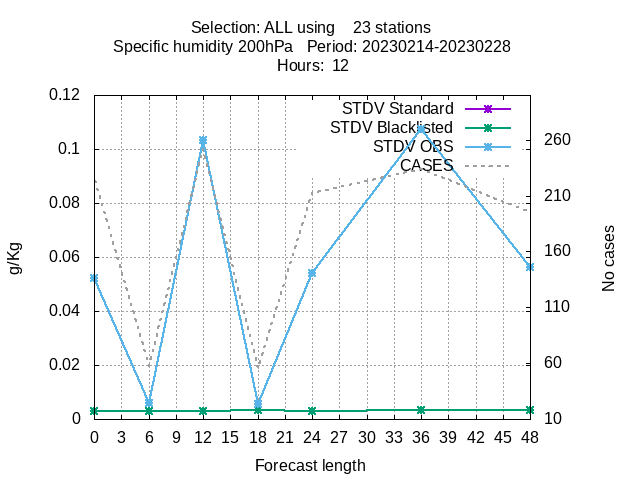 Selection: ALL using    23 stations
Specific humidity 200hPa   Period: 20230214-20230228
Hours:  12
0.12
0.1
0.08
0.06
0.04
0.02
0
g/Kg
STDV Standard
STDV Blacklisted
STDV OBS
CASES
260
210
160
110
60
10
No cases
0 3 6 9 12 15 18 21 24 27 30 33 36 39 42 45 48
Forecast length